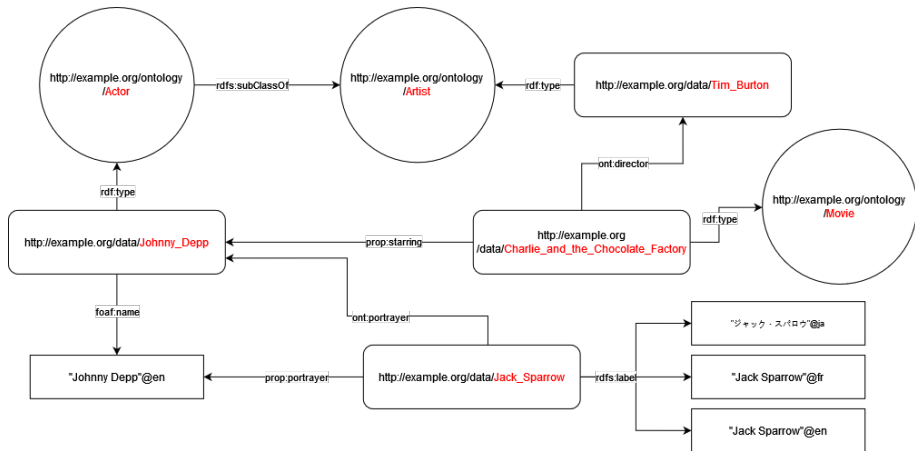 http://example.org/ontology
/Actor
rdfs:subClassOf
http://example.org/ontology
/Artist
rdf:type
http://example.org/data/Tim_Burton
ont:director
http://example.org/ontology
/Movie
rdf:type
rdf:type
http://example.org/data/Johnny_Depp
prop:starring
http://example.org
/data/Charlie_and_the_Chocolate_Factory
foaf:name
ont:portrayer
"ジャック・スパロウ"@ja
"Johnny Depp"@en
prop:portrayer
http://example.org/data/Jack_Sparrow
rdfs:label
"Jack Sparrow"@fr
"Jack Sparrow"@en